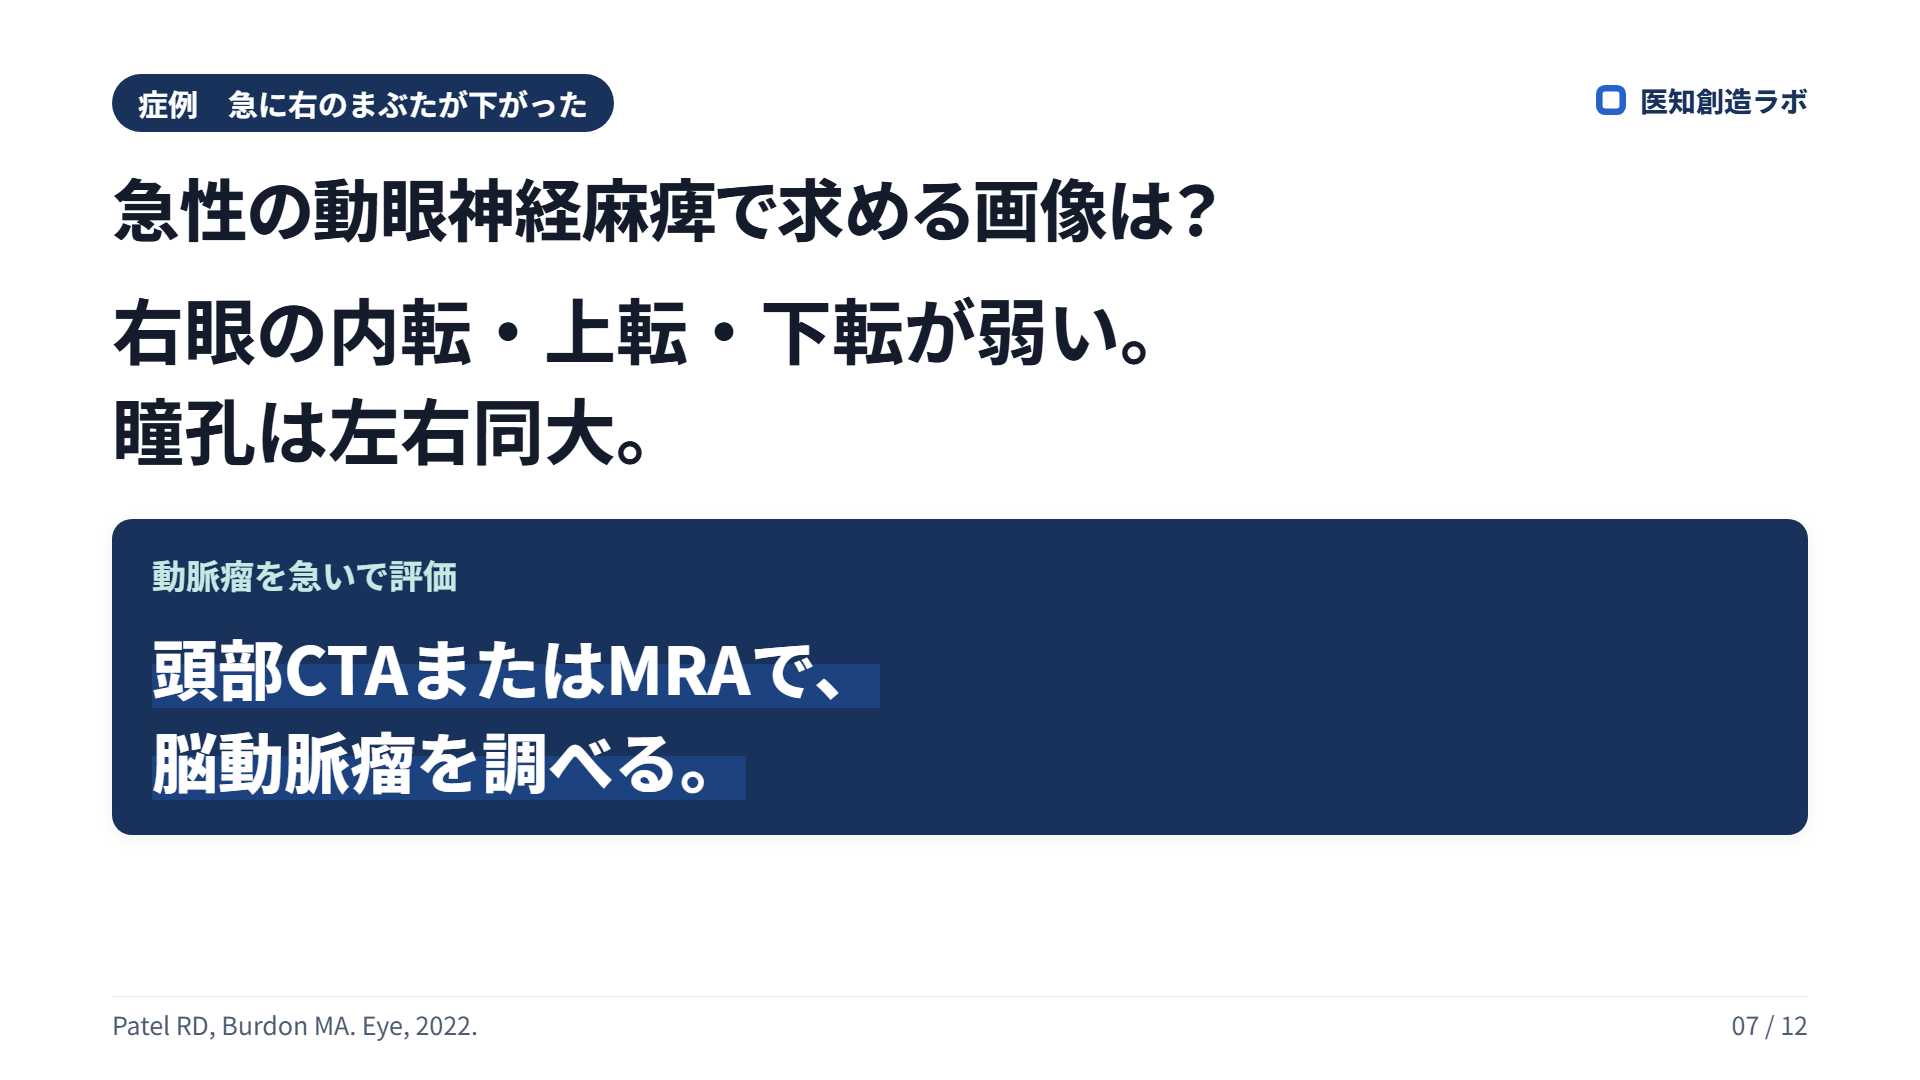 症例　急に右のまぶたが下がった
医知創造ラボ
急性の動眼神経麻痺で求める画像は？
右眼の内転・上転・下転が弱い。
瞳孔は左右同大。
動脈瘤を急いで評価
頭部CTAまたはMRAで、
脳動脈瘤を調べる。
Patel RD, Burdon MA. Eye, 2022.
07 / 12